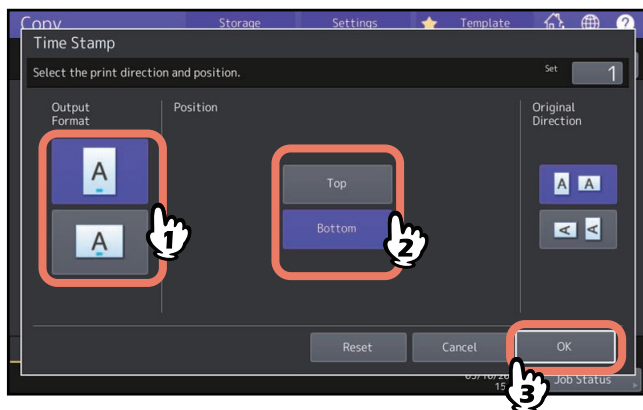 Copy Storage Settings Template ?
Time Stamp
Select the print direction and position. Set 1
Output
Format
Position
Original
Direction
A
A
Top
Bottom
A A
A A
1
2
Reset Cancel OK
15
Job Status
3